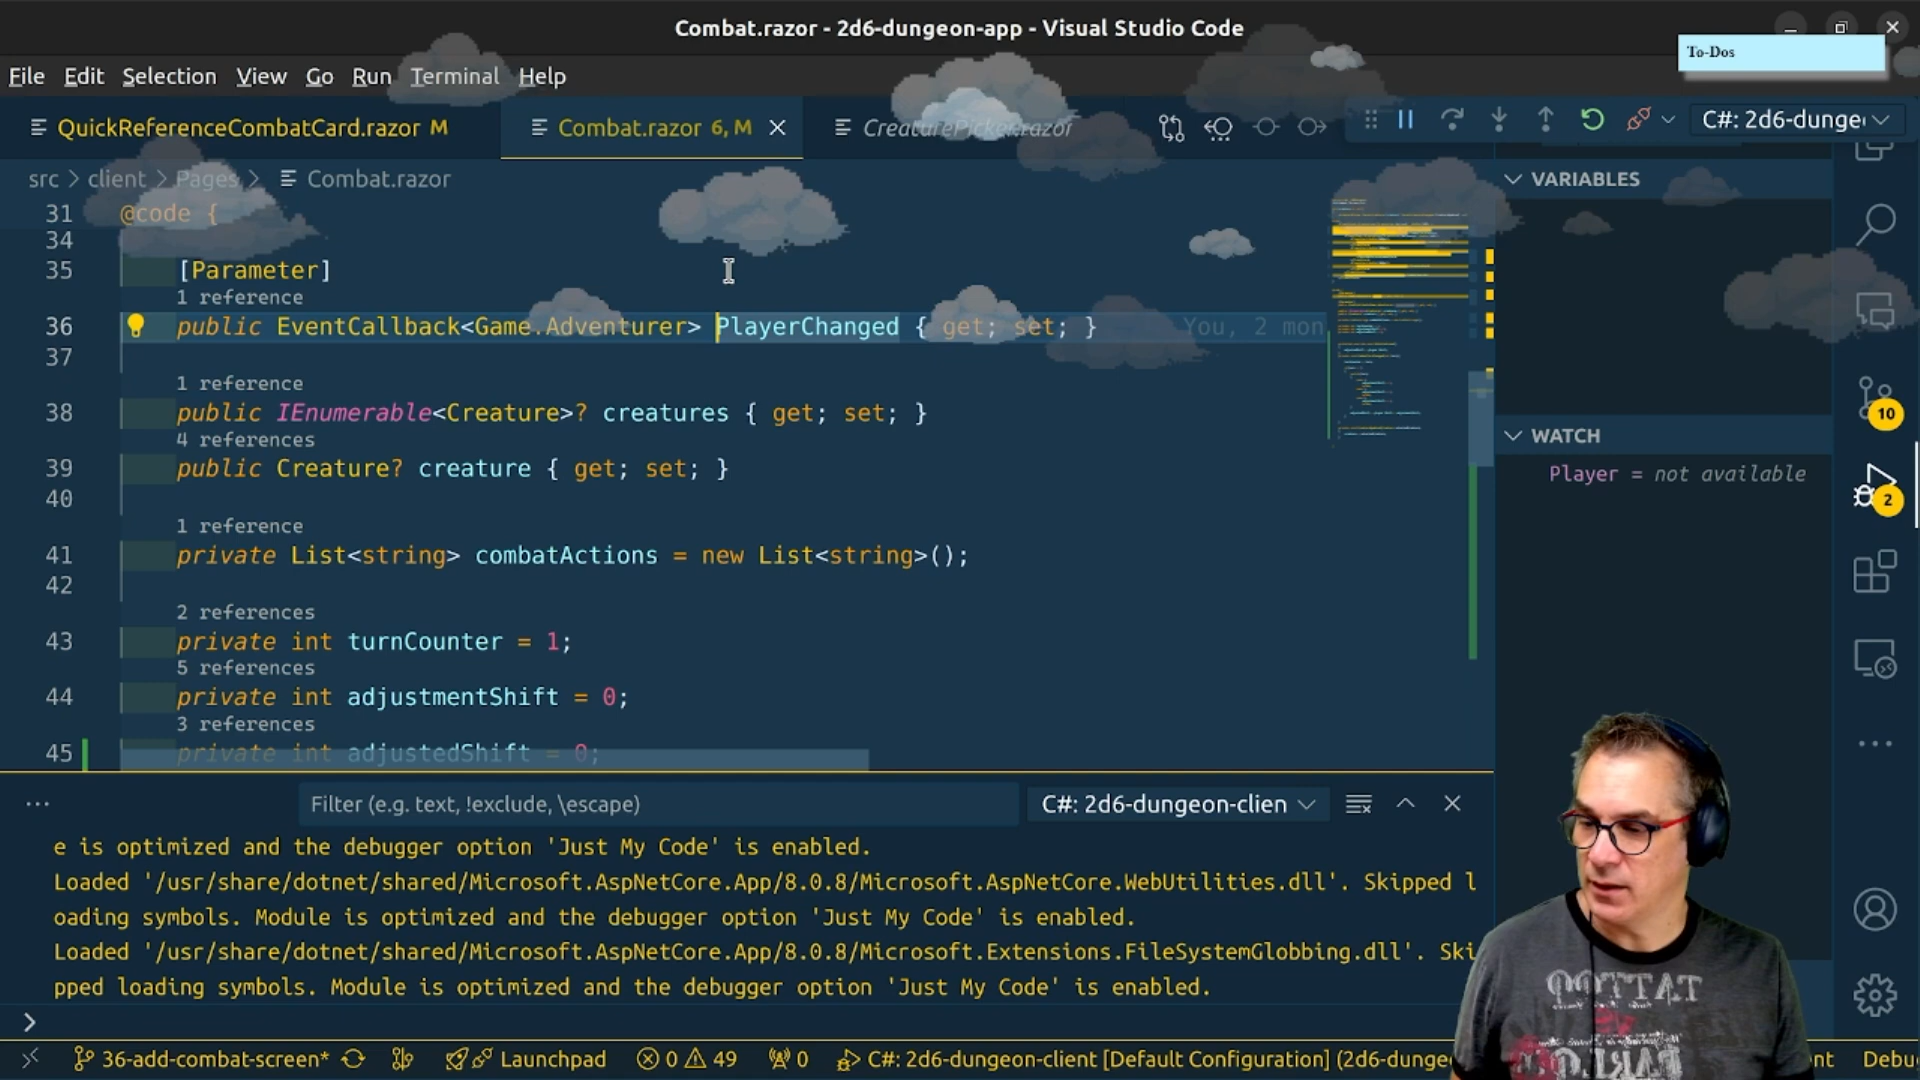 Combat.razor - 2d6-dungeon-app - Visual Studio Code
To-Dos
File Edit Selection View Go Run Terminal Help
QuickReferenceCombatCard.razor M
Combat.razor 6, M
CreaturePicker.razor
C#: 2d6-dunge
src > client > Pages > Combat.razor
VARIABLES
31 @code {
34
35 [Parameter]
1 reference
36 public EventCallback<Game.Adventurer> PlayerChanged { get; set; } You, 2 mon
37
1 reference
38 public IEnumerable<Creature>? creatures { get; set; }
4 references
39 public Creature? creature { get; set; }
40
1 reference
41 private List<string> combatActions = new List<string>();
42
2 references
43 private int turnCounter = 1;
5 references
44 private int adjustmentShift = 0;
3 references
45 private int adjustedShift = 0;
WATCH
Player = not available
10
2
Filter (e.g. text, !exclude, \escape)
C#: 2d6-dungeon-clien
e is optimized and the debugger option 'Just My Code' is enabled.
Loaded '/usr/share/dotnet/shared/Microsoft.AspNetCore.App/8.0.8/Microsoft.AspNetCore.WebUtilities.dll'. Skipped l
oading symbols. Module is optimized and the debugger option 'Just My Code' is enabled.
Loaded '/usr/share/dotnet/shared/Microsoft.AspNetCore.App/8.0.8/Microsoft.Extensions.FileSystemGlobbing.dll'. Ski
pped loading symbols. Module is optimized and the debugger option 'Just My Code' is enabled.
36-add-combat-screen* Launchpad 0 49 0 C#: 2d6-dungeon-client [Default Configuration] (2d6-dunge nt Debu